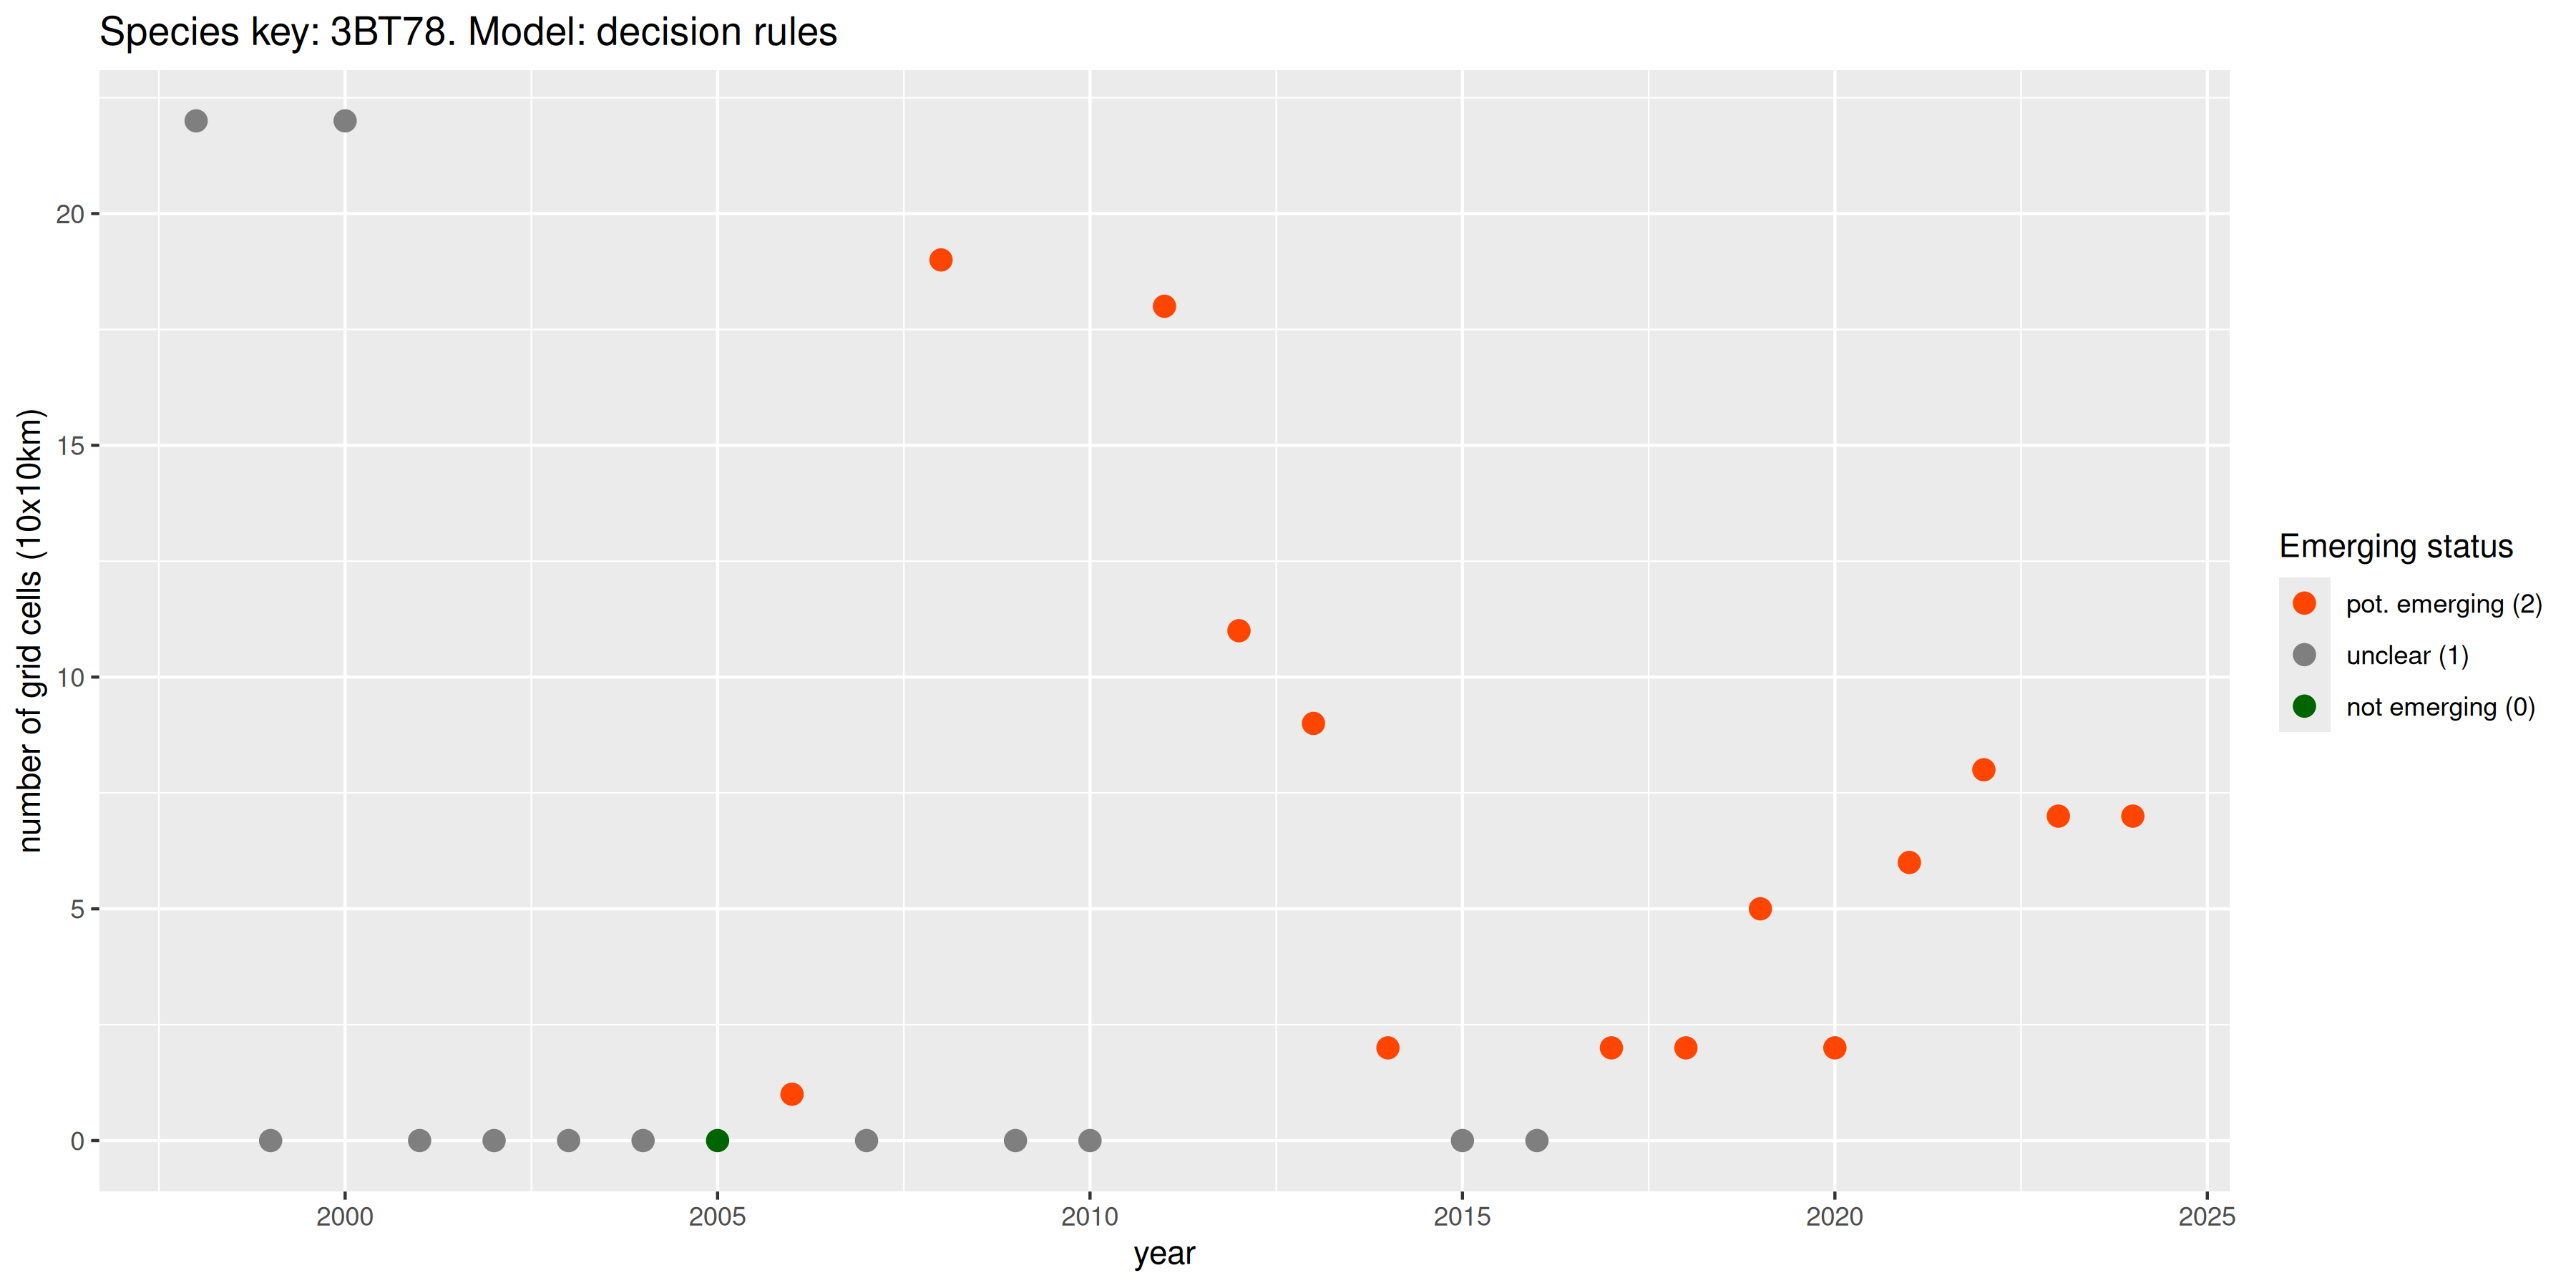 Species key: 3BT78. Model: decision rules
number of grid cells (10x10km)
20
15
10
5
0
2000
2005
2010
2015
2020
2025
year
Emerging status
pot. emerging (2)
unclear (1)
not emerging (0)